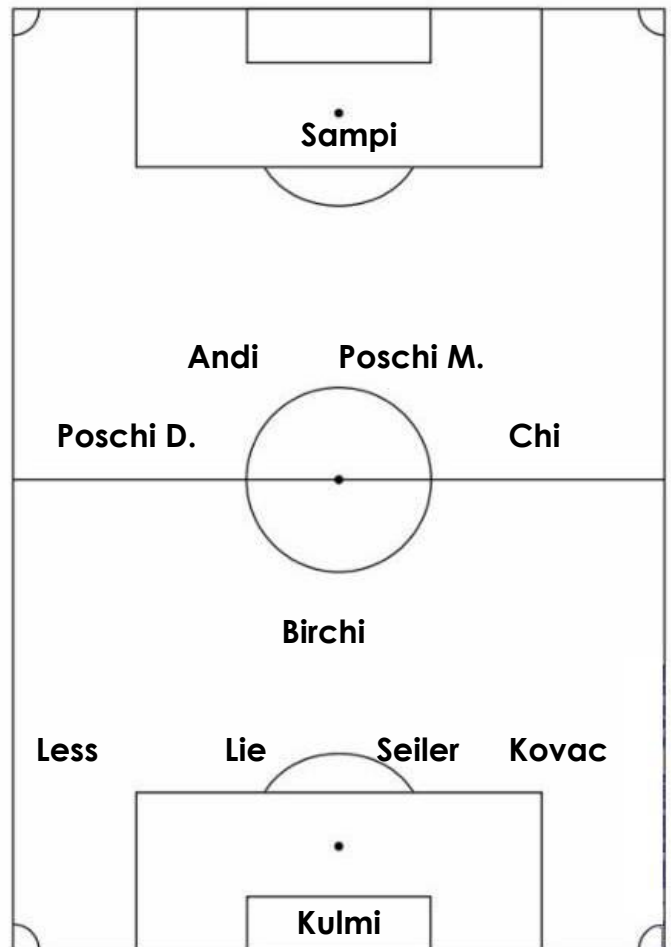 Sampi
Andi Poschi M.
Poschi D. Chi
Birchi
Less Lie Seiler Kovac
Kulmi